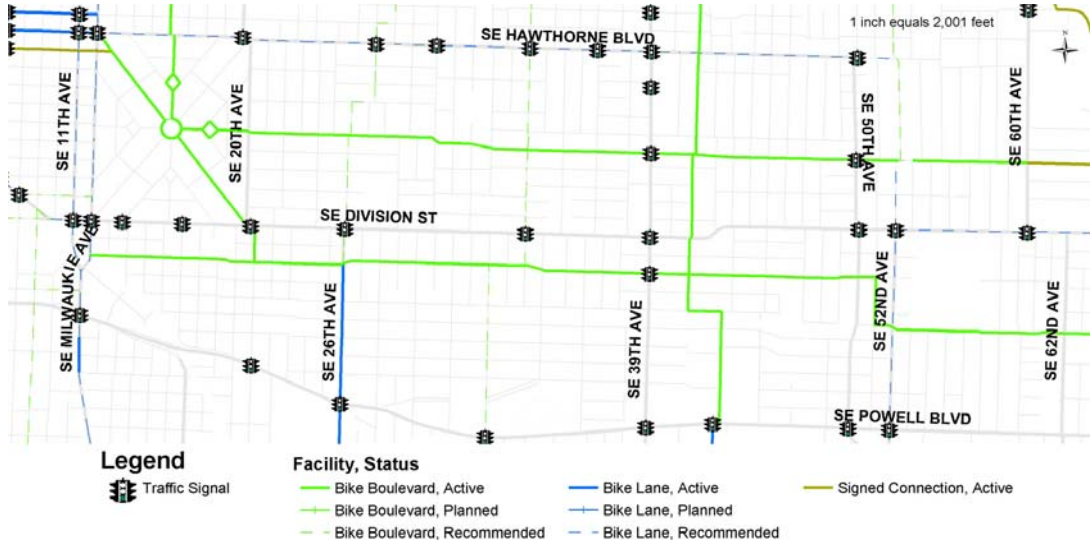 1 inch equals 2,001 feet
N
SE HAWTHORNE BLVD
SE 11TH AVE
SE 20TH AVE
SE 50TH AVE
SE 60TH AVE
SE DIVISION ST
SE MILWAUKIE AVE
SE 26TH AVE
SE 39TH AVE
SE 52ND AVE
SE 62ND AVE
SE POWELL BLVD
Legend
Traffic Signal
Facility, Status
Bike Boulevard, Active
Bike Boulevard, Planned
Bike Boulevard, Recommended
Bike Lane, Active
Bike Lane, Planned
Bike Lane, Recommended
Signed Connection, Active